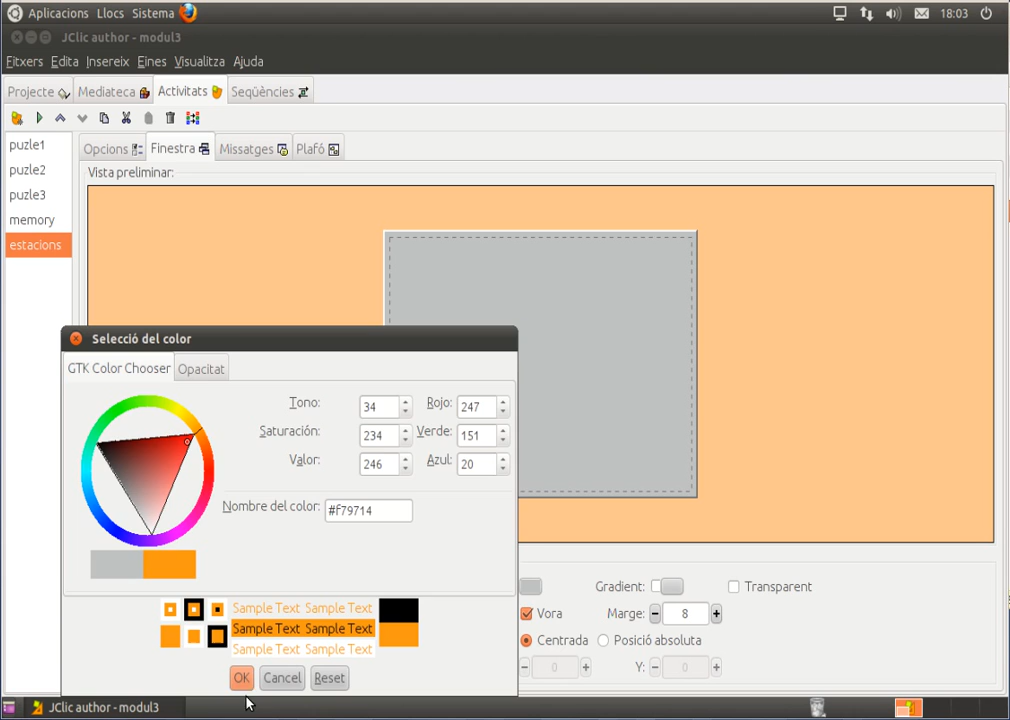 Aplicacions Llocs Sistema 18:03
JClic author - modul3
Fitxers Edita Insereix Eines Visualitza Ajuda
Projecte Mediateca Activitats Seqüències
puzle1
puzle2
puzle3
memory
estacions
Opcions Finestra Missatges Plafó
Vista preliminar:
Selecció del color
GTK Color Chooser Opacitat
Tono: 34 Rojo: 247
Saturación: 234 Verde: 151
Valor: 246 Azul: 20
Nombre del color: #f79714
Sample Text Sample Text
Sample Text Sample Text
Sample Text Sample Text
OK Cancel Reset
Gradient: Transparent
Vora Marge: 8
Centrada Posició absoluta
0 Y: 0
JClic author - modul3